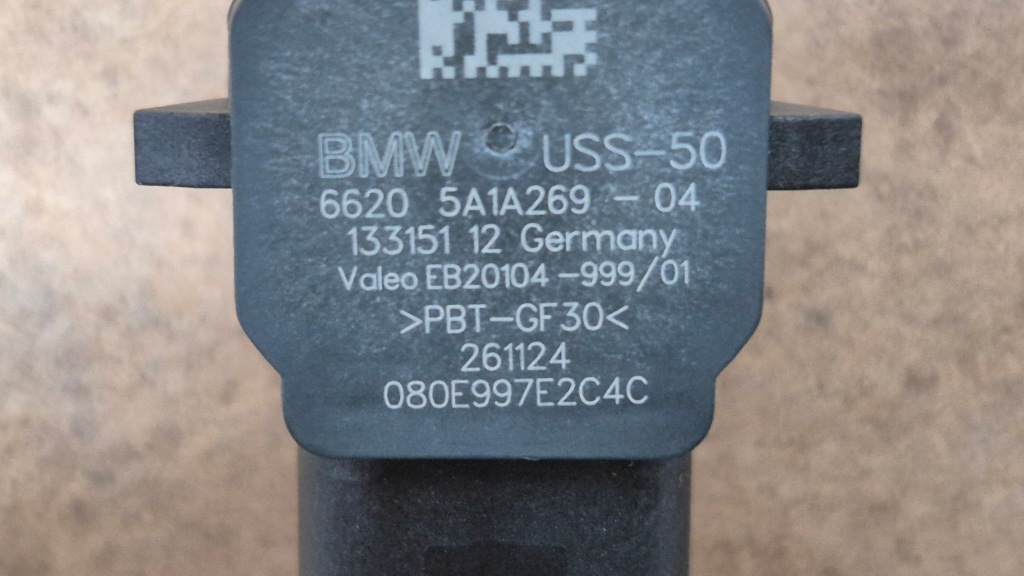 BMW USS-50
6620 5A1A269 - 04
133151 12 Germany
Valeo EB20104-999/01
>PBT-GF30<
261124
080E997E2C4C